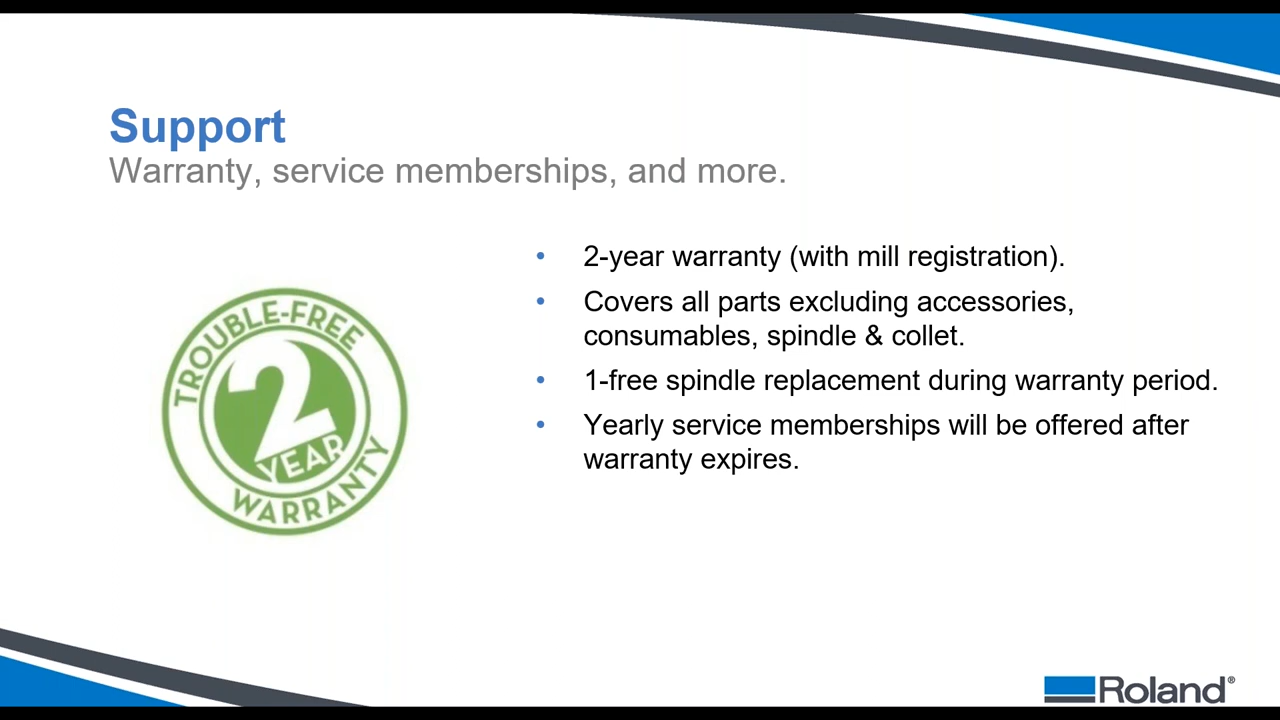 Support
Warranty, service memberships, and more.
• 2-year warranty (with mill registration).
• Covers all parts excluding accessories,
consumables, spindle & collet.
• 1-free spindle replacement during warranty period.
• Yearly service memberships will be offered after
warranty expires.
TROUBLE-FREE
2
YEAR
WARRANTY
Roland®